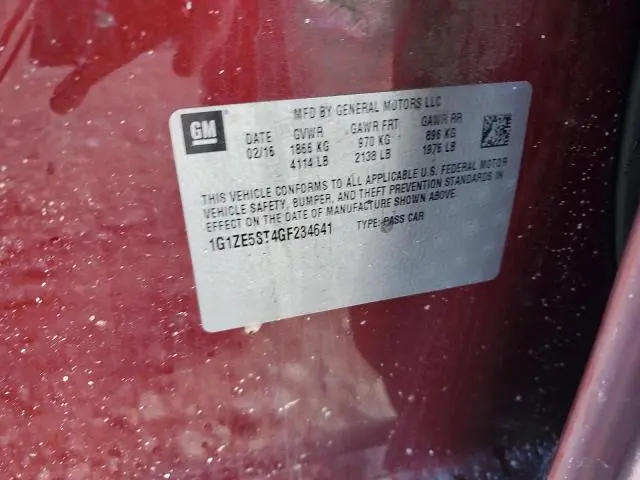 MFD BY GENERAL MOTORS LLC
GM
DATE GVWR GAWR FRT GAWR RR
02/16 1866 KG 970 KG 896 KG
4114 LB 2138 LB 1976 LB
THIS VEHICLE CONFORMS TO ALL APPLICABLE U.S. FEDERAL MOTOR
VEHICLE SAFETY, BUMPER, AND THEFT PREVENTION STANDARDS IN
EFFECT ON THE DATE OF MANUFACTURE SHOWN ABOVE.
1G1ZE5ST4GF234641 TYPE: PASS CAR